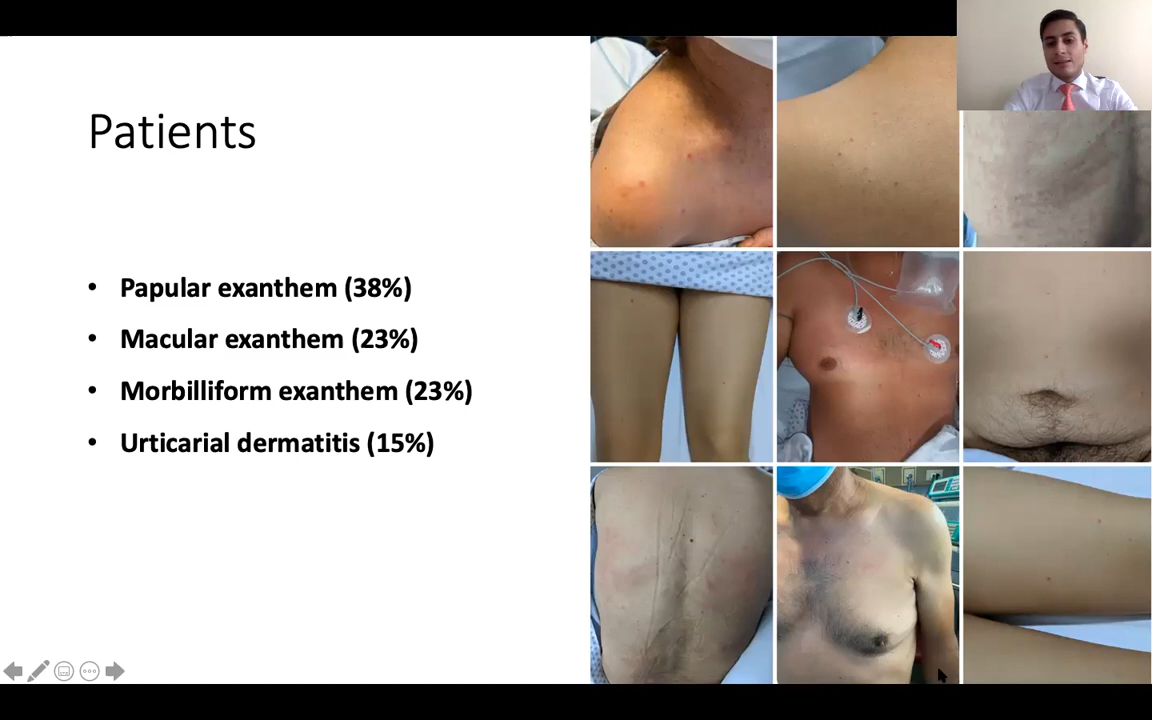 Patients
• Papular exanthem (38%)
• Macular exanthem (23%)
• Morbilliform exanthem (23%)
• Urticarial dermatitis (15%)